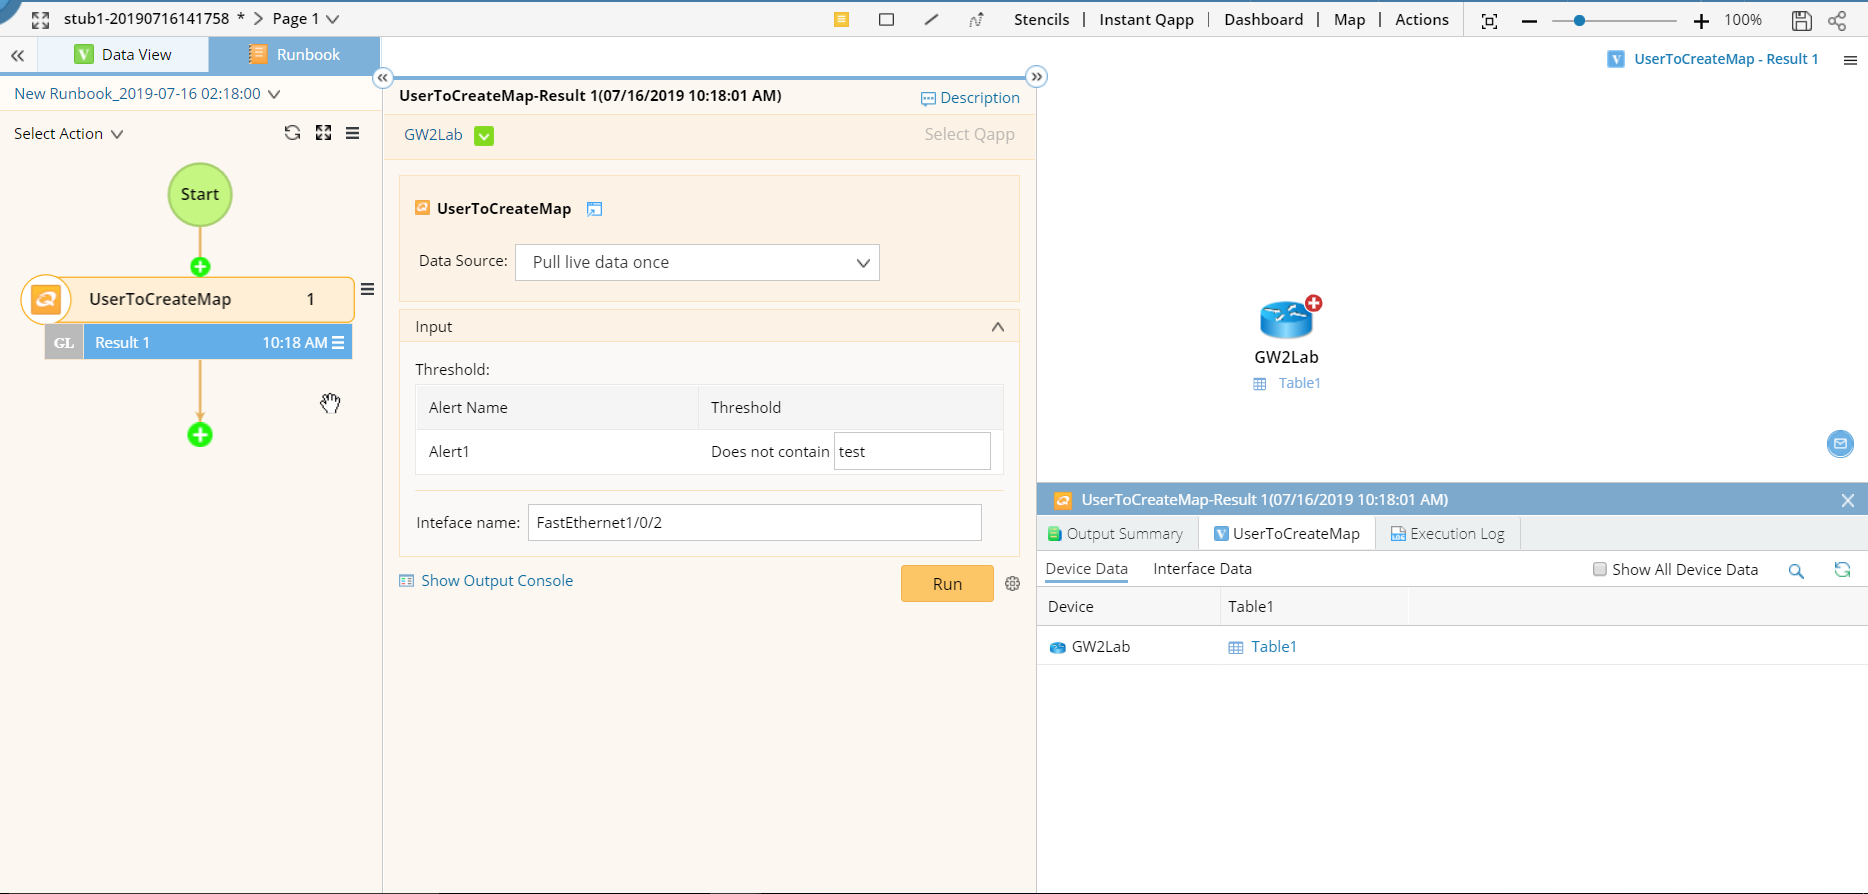 stub1-20190716141758 * Page 1 Stencils | Instant Qapp | Dashboard | Map | Actions 100%
V Data View Runbook
V UserToCreateMap - Result 1
New Runbook_2019-07-16 02:18:00
Select Action
Start
UserToCreateMap 1
GL Result 1 10:18 AM
UserToCreateMap-Result 1(07/16/2019 10:18:01 AM) Description
GW2Lab Select Qapp
UserToCreateMap
Data Source: Pull live data once
Input
Threshold:
Alert Name Threshold
Alert1 Does not contain test
Inteface name: FastEthernet1/0/2
Show Output Console Run
GW2Lab
Table1
UserToCreateMap-Result 1(07/16/2019 10:18:01 AM)
Output Summary V UserToCreateMap LOG Execution Log
Device Data Interface Data Show All Device Data
Device Table1
GW2Lab Table1